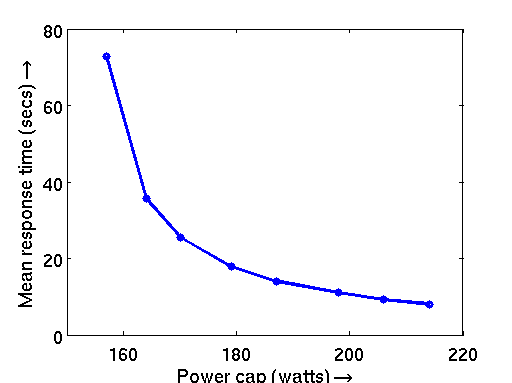 80
60
40
20
0
160 180 200 220
Mean response time (secs) →
Power cap (watts) →